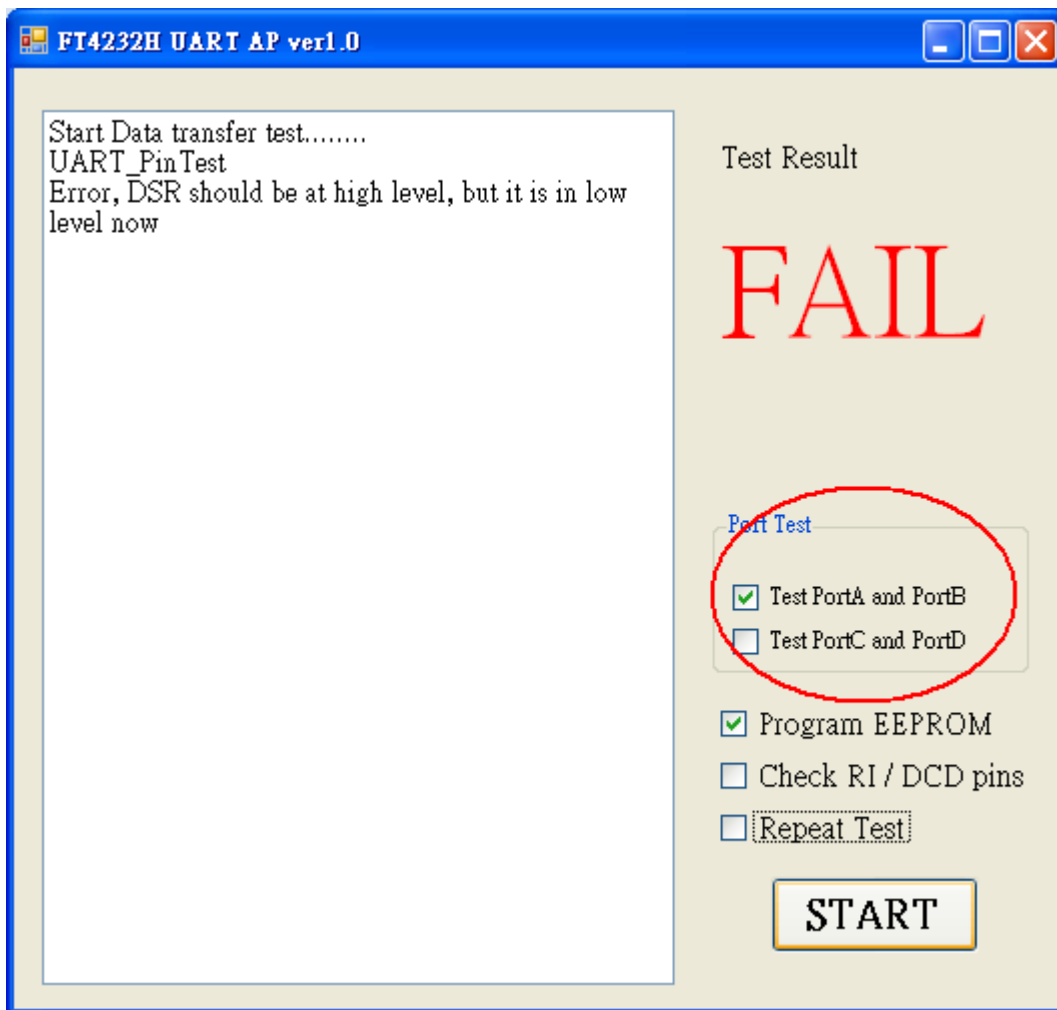 FT4232H UART AP ver1.0
Start Data transfer test........
UART_PinTest
Error, DSR should be at high level, but it is in low
level now
Test Result
FAIL
Port Test
Test PortA and PortB
Test PortC and PortD
Program EEPROM
Check RI / DCD pins
Repeat Test
START